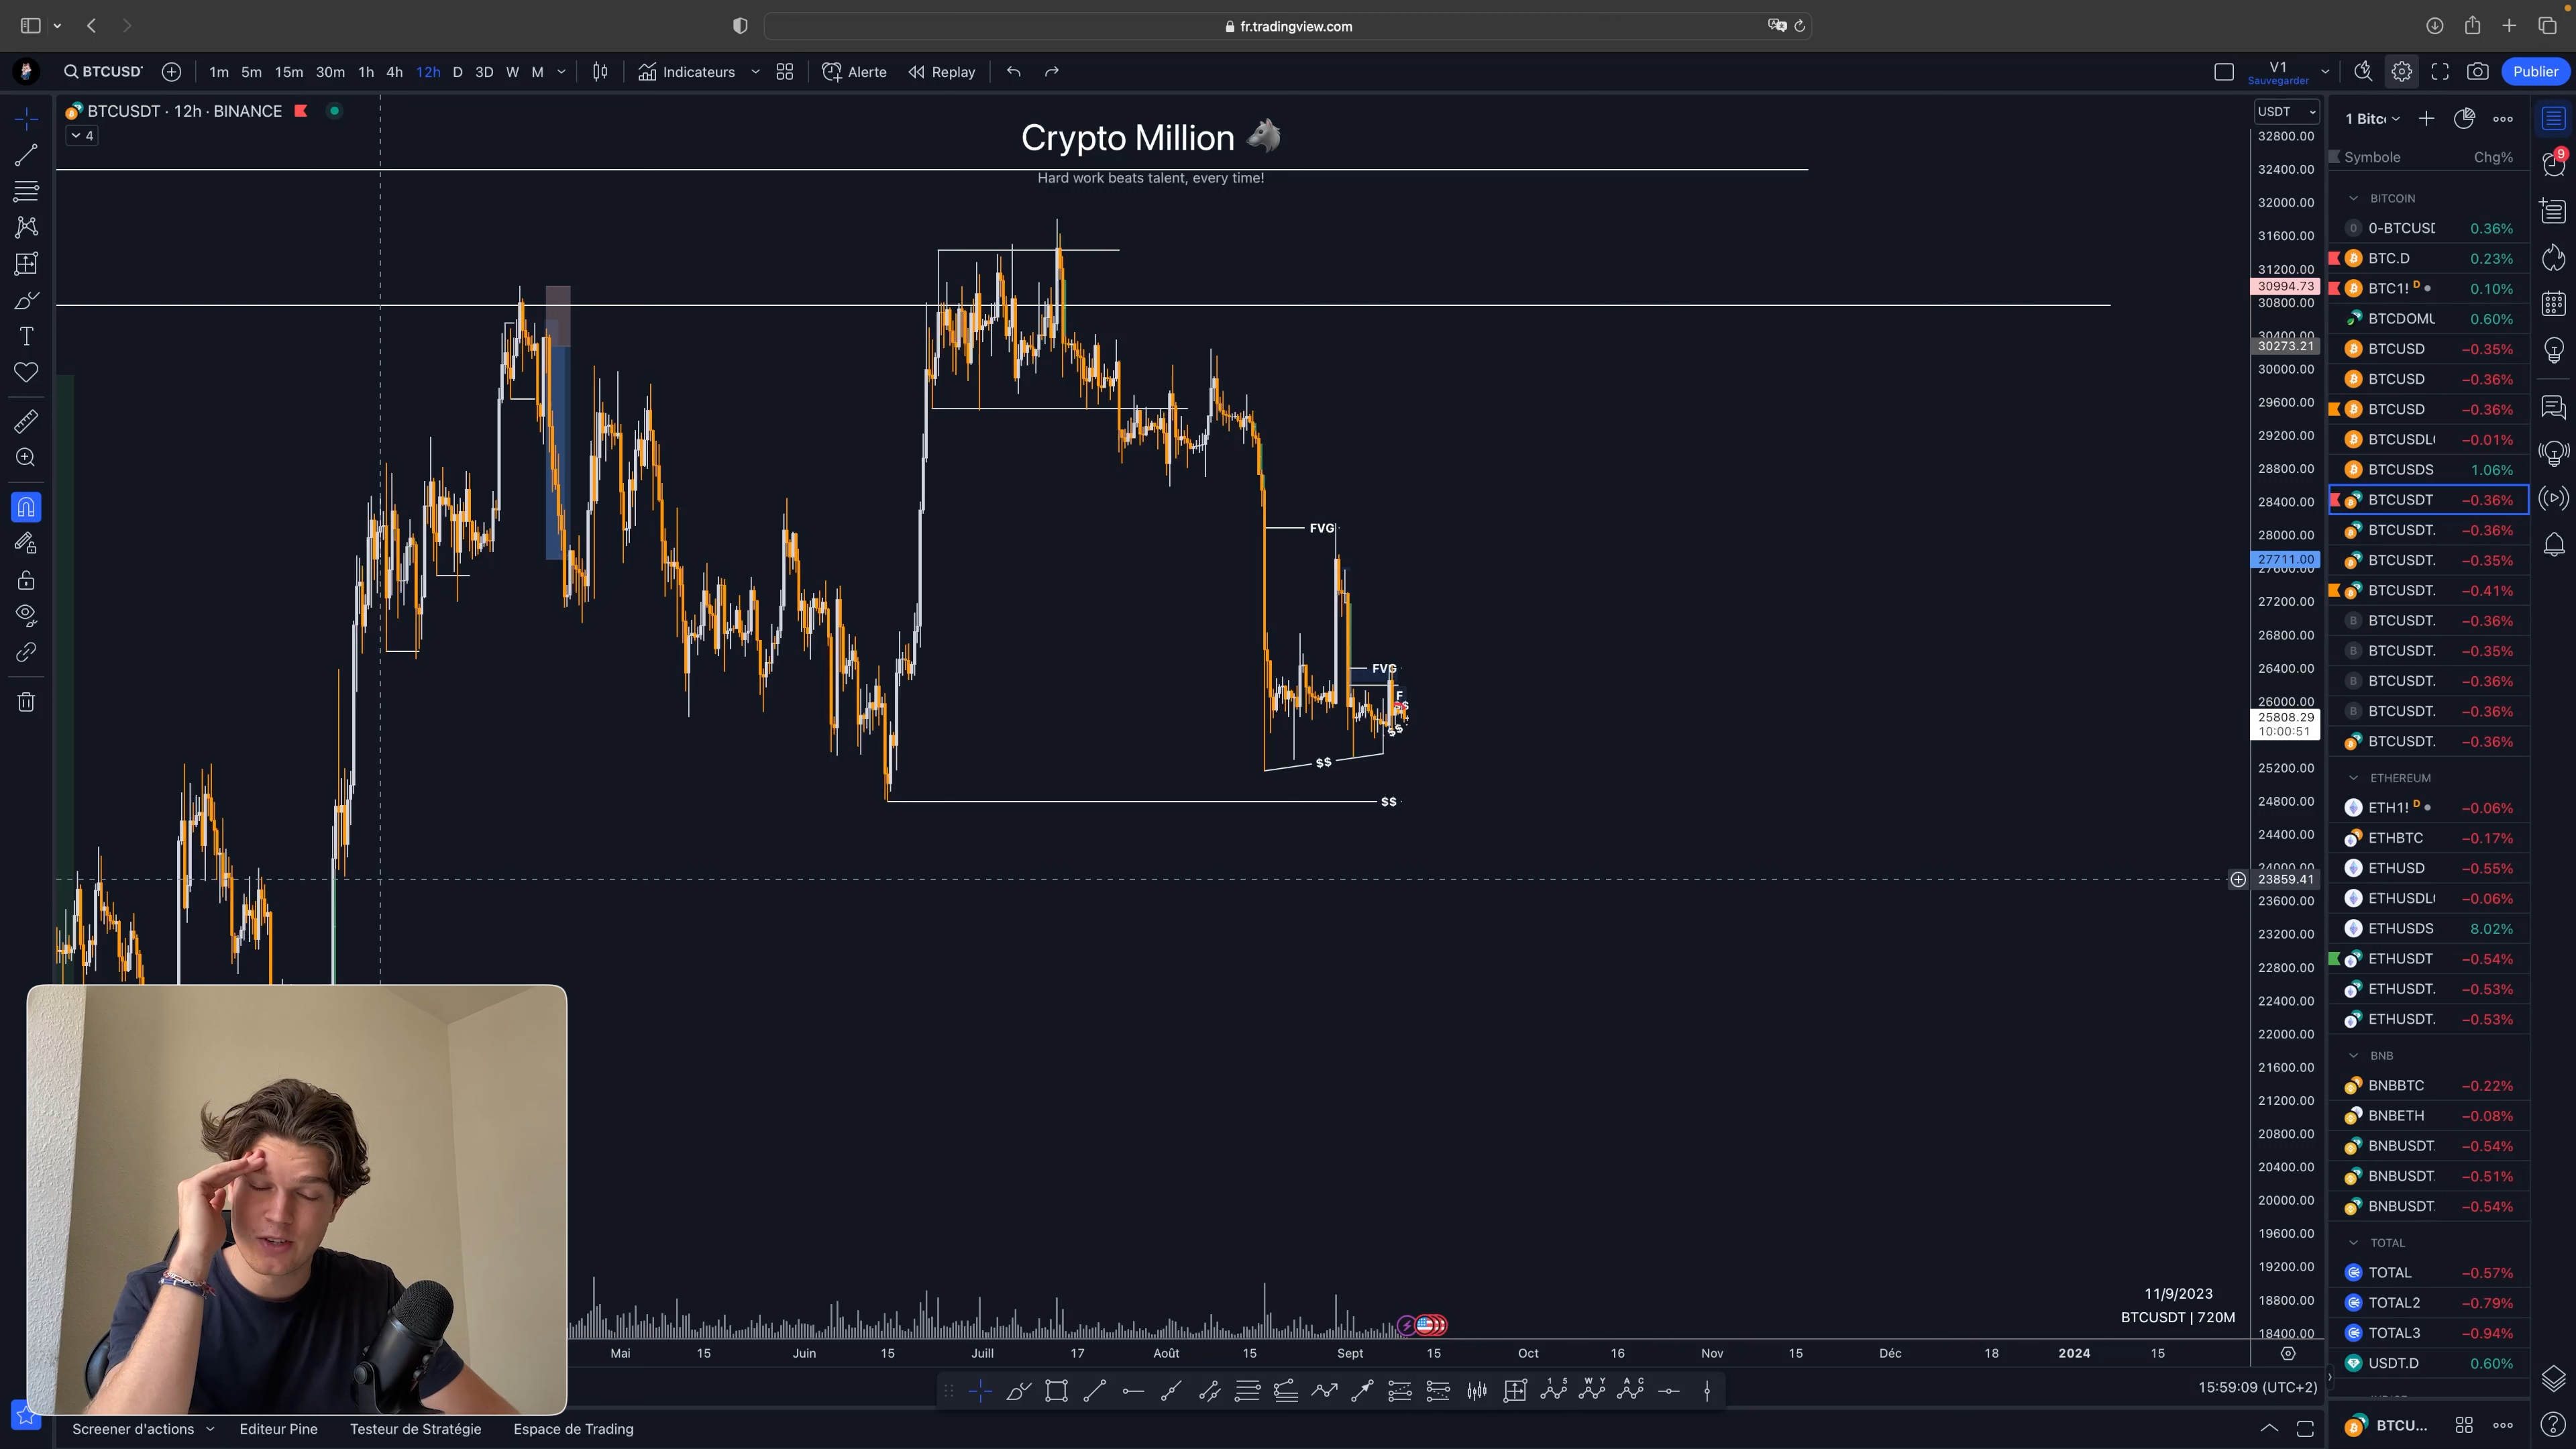 fr.tradingview.com
BTCUSD
1m 5m 15m 30m 1h 4h 12h D 3D W M
Indicateurs
Alerte
Replay
V1
Sauvegarder
Publier
BTCUSDT · 12h · BINANCE
4
Crypto Million
Hard work beats talent, every time!
FVG
FVG
F
$$
$$
$$
$$
USDT
32800.00
32400.00
32000.00
31600.00
31200.00
30994.73
30800.00
30400.00
30273.21
30000.00
29600.00
29200.00
28800.00
28400.00
28000.00
27711.00
27600.00
27200.00
26800.00
26400.00
26000.00
25808.29
10:00:51
25200.00
24800.00
24400.00
24000.00
23859.41
23600.00
23200.00
22800.00
22400.00
22000.00
21600.00
21200.00
20800.00
20400.00
20000.00
19600.00
19200.00
18800.00
18400.00
11/9/2023
BTCUSDT | 720M
Mai 15 Juin 15 Juill 17 Août 15 Sept 15 Oct 16 Nov 15 Déc 18 2024 15
15:59:09 (UTC+2)
Screener d'actions
Editeur Pine
Testeur de Stratégie
Espace de Trading
1 Bitc
9
Symbole Chg%
BITCOIN
0-BTCUSD 0.36%
BTC.D 0.23%
BTC1! D 0.10%
BTCDOMU 0.60%
BTCUSD −0.35%
BTCUSD −0.36%
BTCUSD −0.36%
BTCUSDL −0.01%
BTCUSDS 1.06%
BTCUSDT −0.36%
BTCUSDT. −0.36%
BTCUSDT. −0.35%
BTCUSDT. −0.41%
BTCUSDT. −0.36%
BTCUSDT. −0.35%
BTCUSDT. −0.36%
BTCUSDT. −0.36%
BTCUSDT. −0.36%
ETHEREUM
ETH1! D −0.06%
ETHBTC −0.17%
ETHUSD −0.55%
ETHUSDL −0.06%
ETHUSDS 8.02%
ETHUSDT −0.54%
ETHUSDT. −0.53%
ETHUSDT. −0.53%
BNB
BNBBTC −0.22%
BNBETH −0.08%
BNBUSDT −0.54%
BNBUSDT −0.51%
BNBUSDT −0.54%
TOTAL
TOTAL −0.57%
TOTAL2 −0.79%
TOTAL3 −0.94%
USDT.D 0.60%
BTCU...